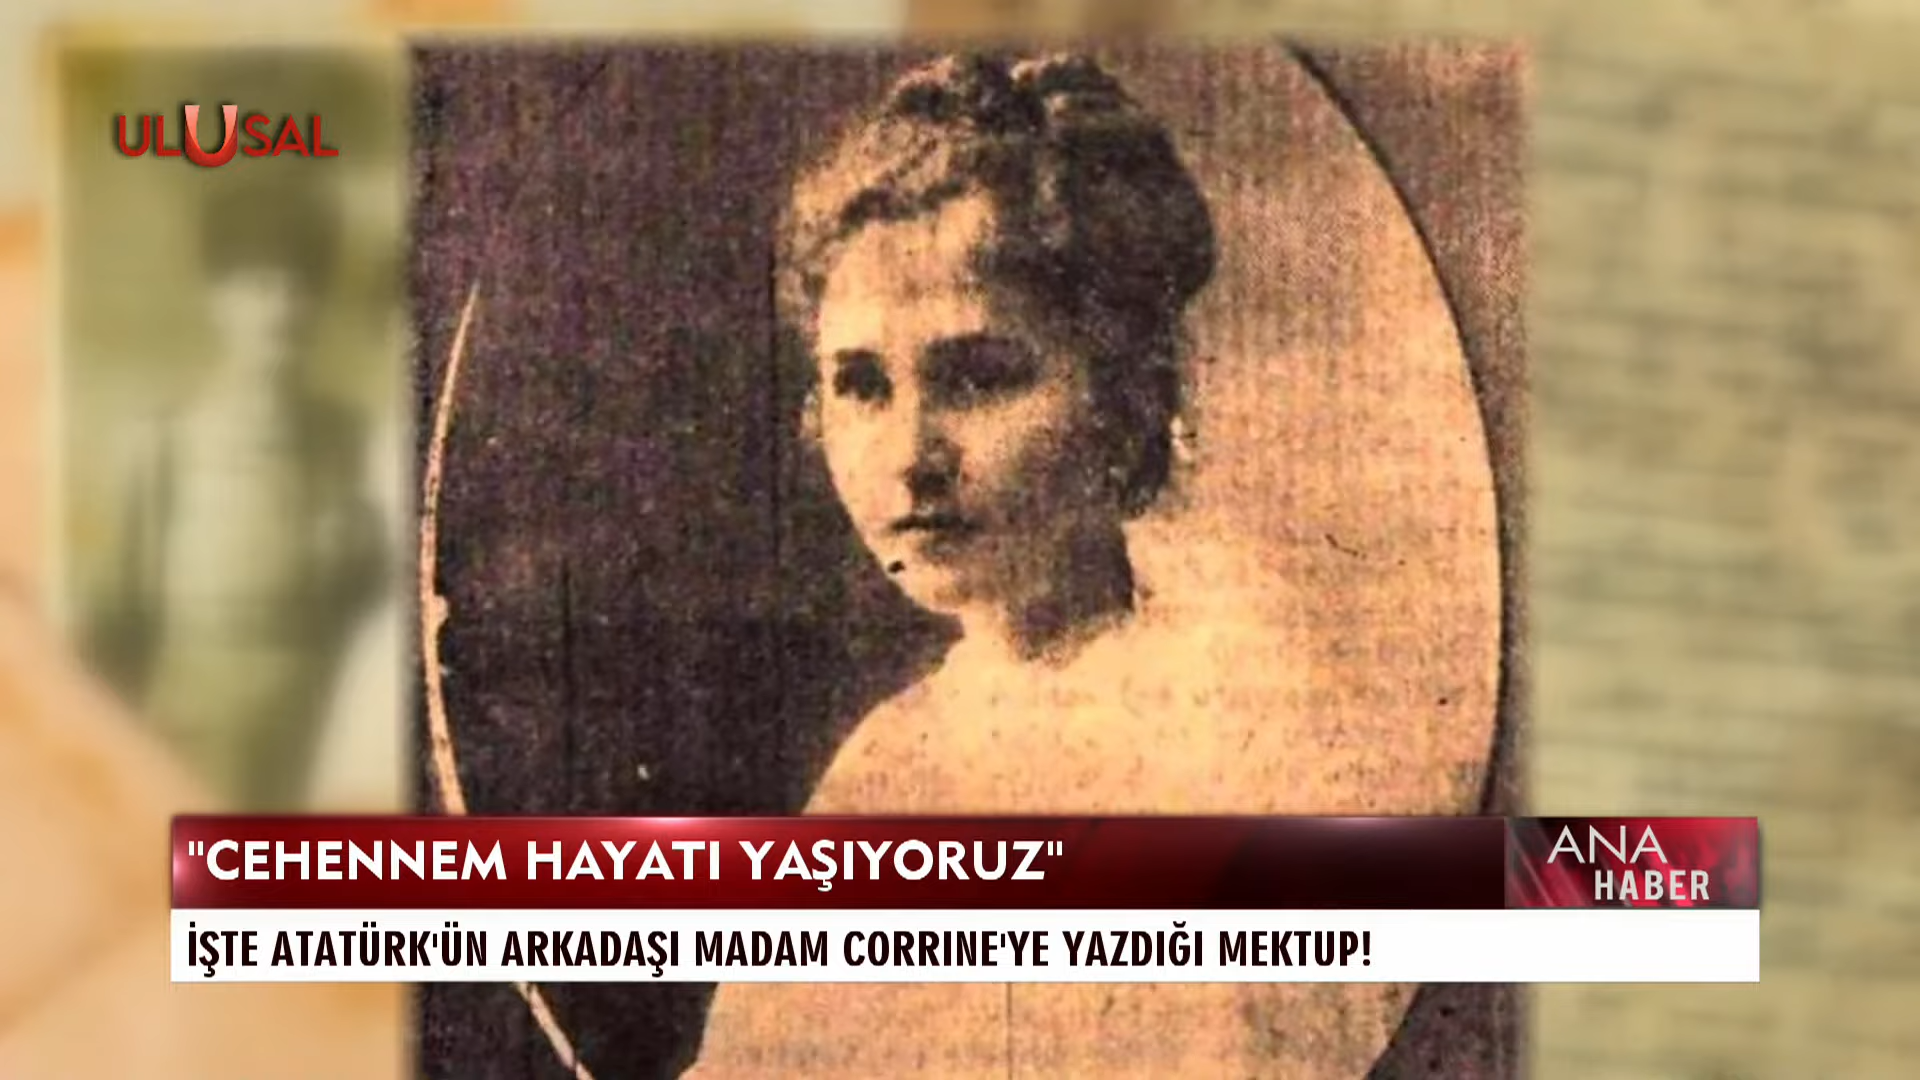 ULUSAL
"CEHENNEM HAYATI YAŞIYORUZ"
ANA
HABER
İŞTE ATATÜRK'ÜN ARKADAŞI MADAM CORRINE'YE YAZDIĞI MEKTUP!